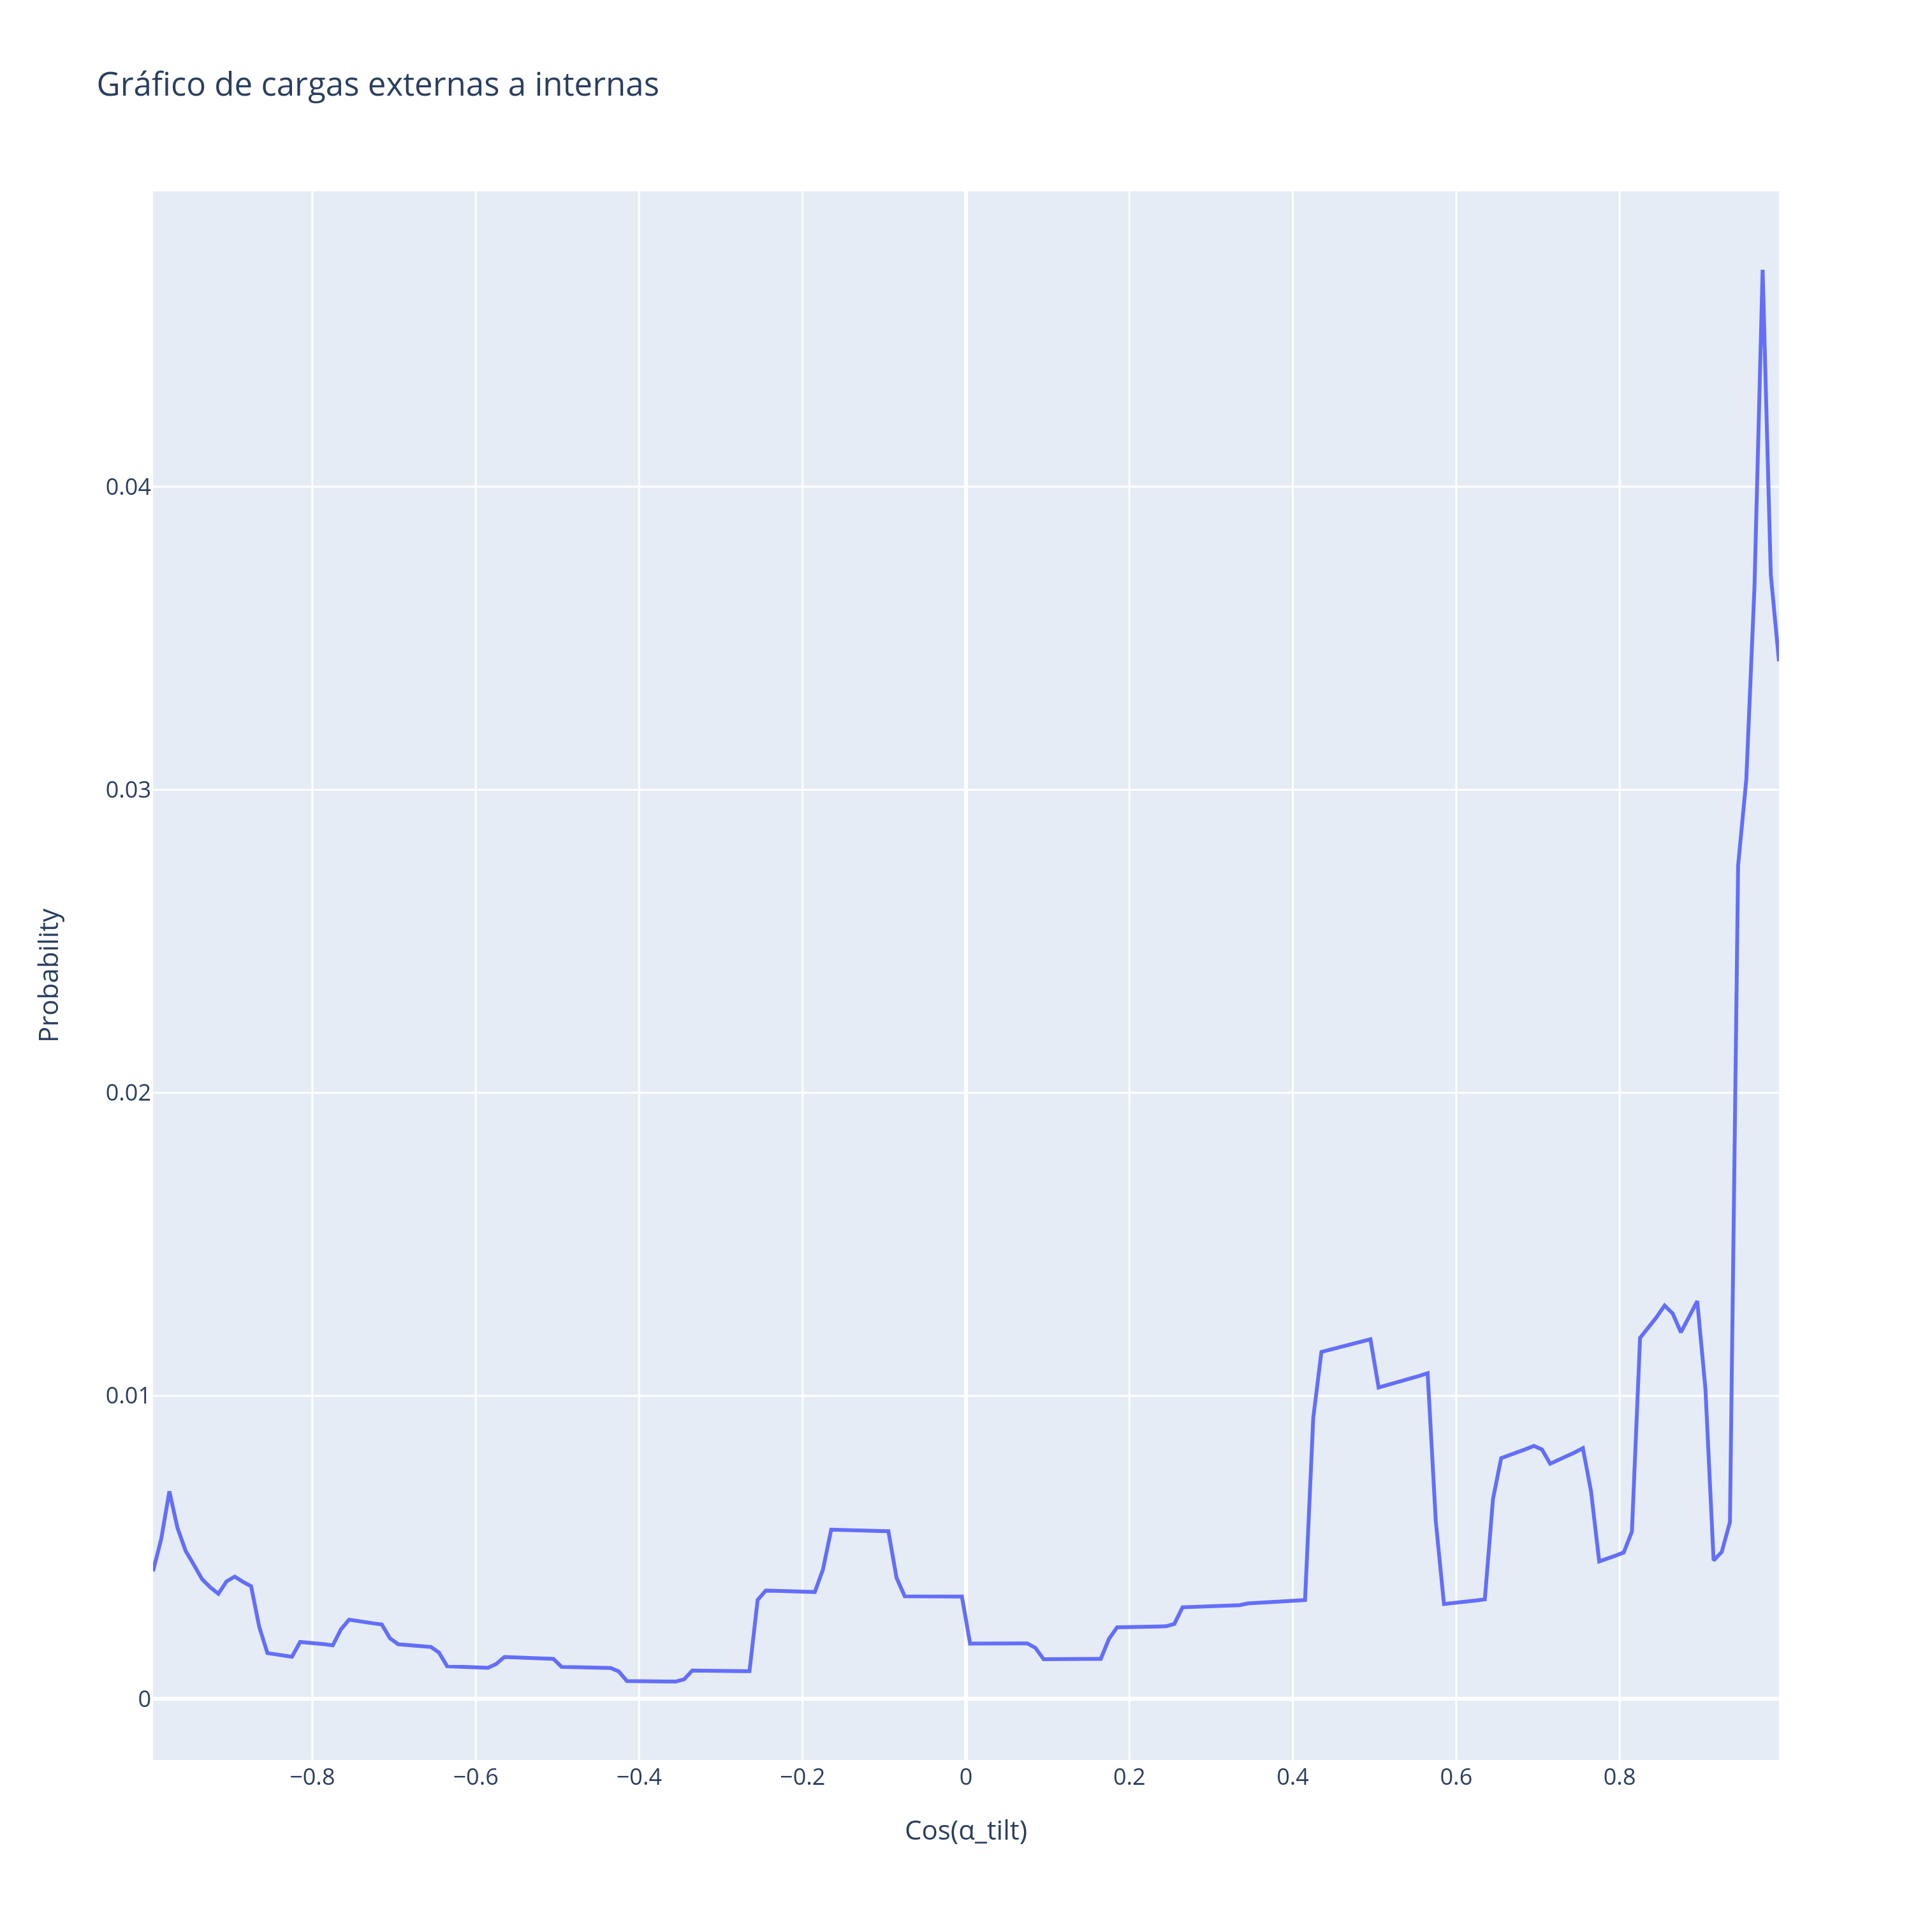 Gráfico de cargas externas a internas
0.04
0.03
0.02
0.01
0
Probability
−0.8 −0.6 −0.4 −0.2 0 0.2 0.4 0.6 0.8
Cos(α_tilt)